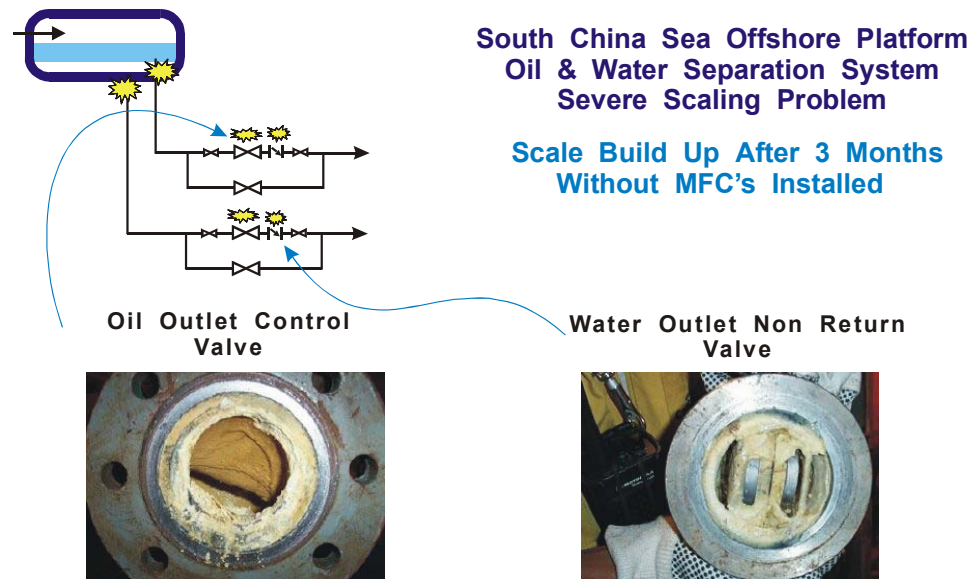 South China Sea Offshore Platform
Oil & Water Separation System
Severe Scaling Problem
Scale Build Up After 3 Months
Without MFC's Installed
Oil Outlet Control
Valve
Water Outlet Non Return
Valve